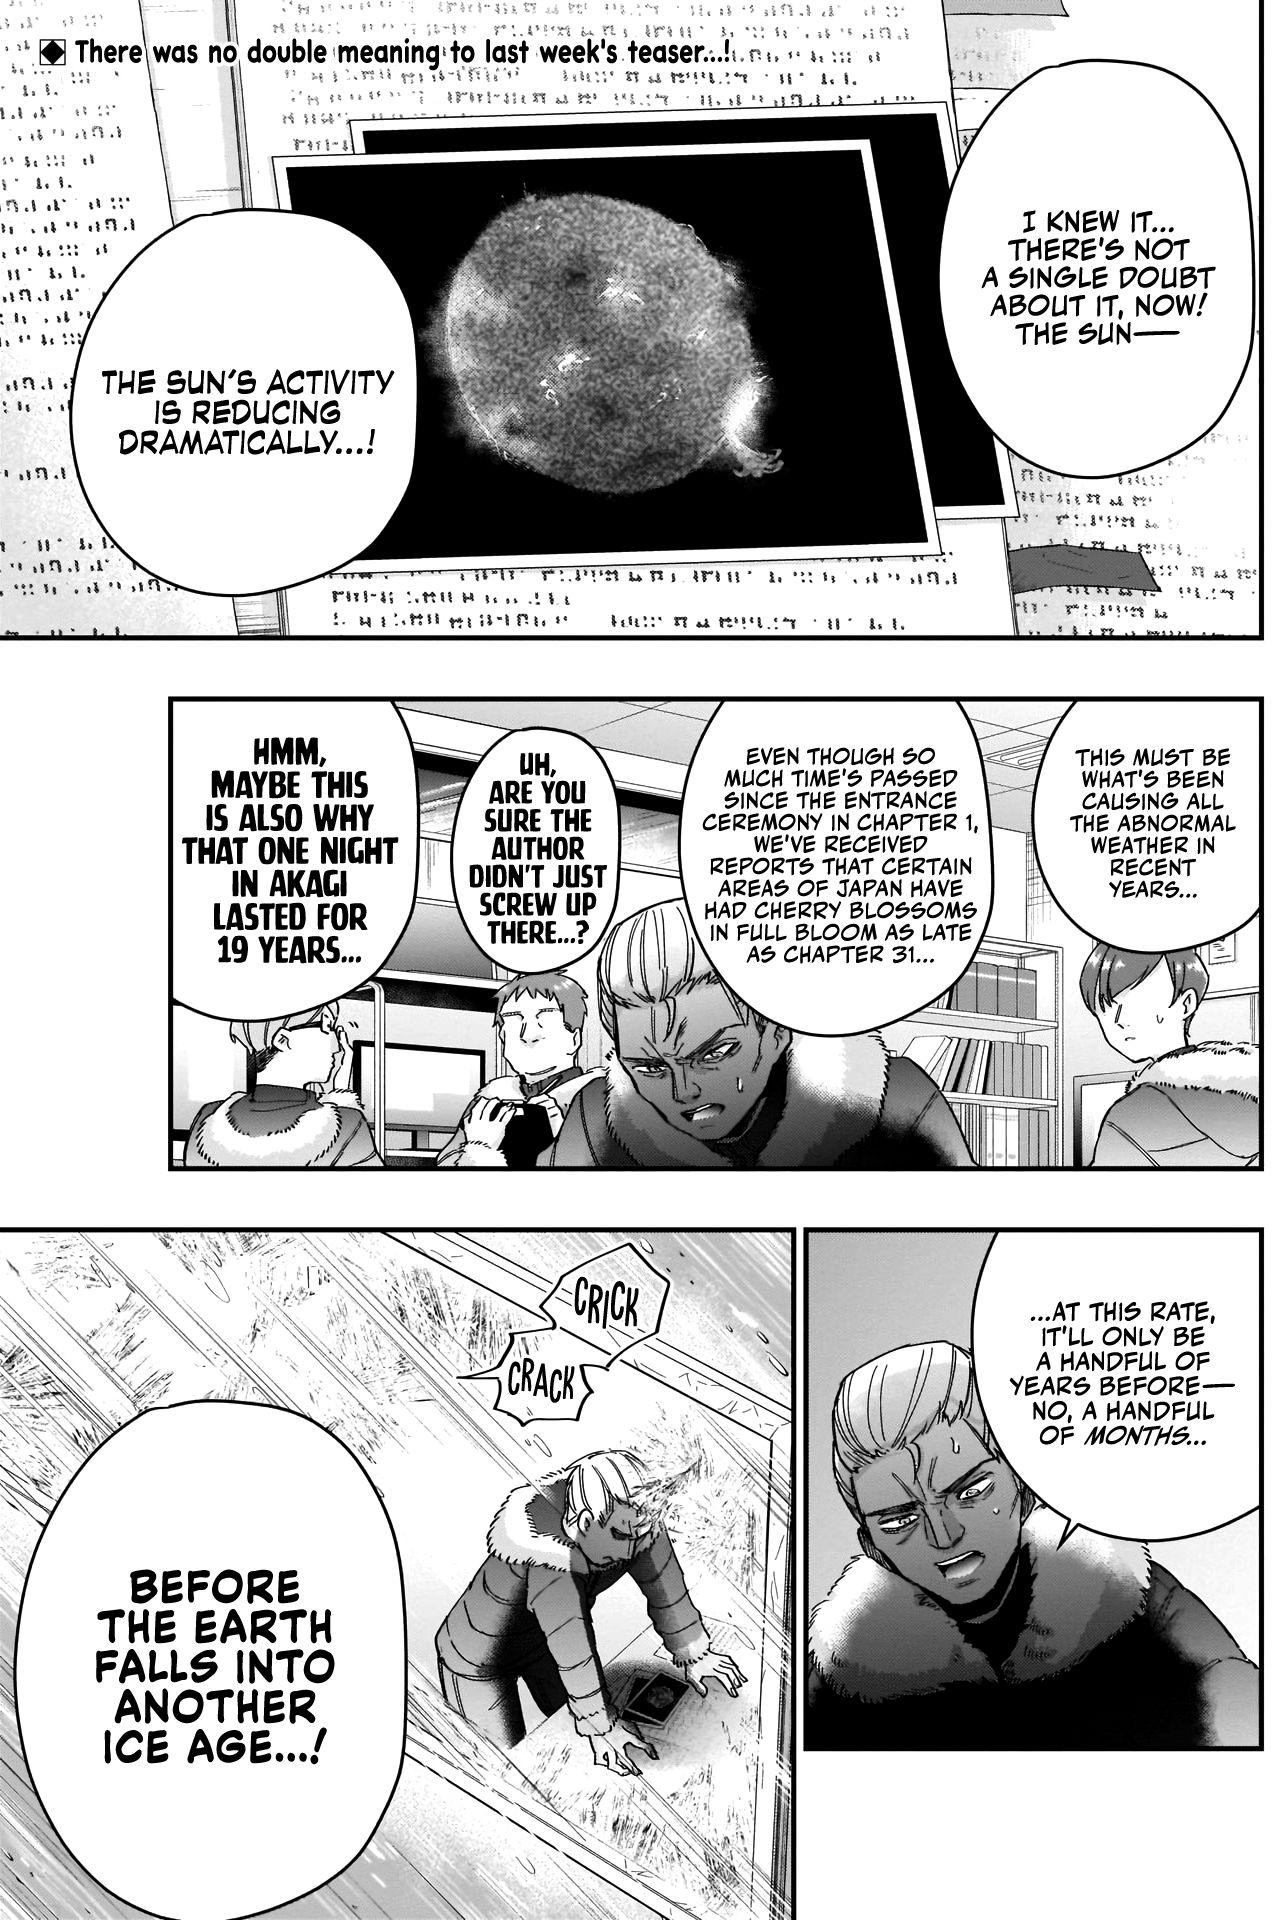 There was no double meaning to last week's teaser...!
I KNEW IT...
THERE'S NOT
A SINGLE DOUBT
ABOUT IT, NOW!
THE SUN—
THE SUN'S ACTIVITY
IS REDUCING
DRAMATICALLY...!
THIS MUST BE
WHAT'S BEEN
CAUSING ALL
THE ABNORMAL
WEATHER IN
RECENT
YEARS...
EVEN THOUGH SO
MUCH TIME'S PASSED
SINCE THE ENTRANCE
CEREMONY IN CHAPTER 1,
WE'VE RECEIVED
REPORTS THAT CERTAIN
AREAS OF JAPAN HAVE
HAD CHERRY BLOSSOMS
IN FULL BLOOM AS LATE
AS CHAPTER 31...
UH,
ARE YOU
SURE THE
AUTHOR
DIDN'T JUST
SCREW UP
THERE...?
HMM,
MAYBE THIS
IS ALSO WHY
THAT ONE NIGHT
IN AKAGI
LASTED FOR
19 YEARS...
...AT THIS RATE,
IT'LL ONLY BE
A HANDFUL OF
YEARS BEFORE—
NO, A HANDFUL
OF MONTHS...
CRICK
CRACK
BEFORE
THE EARTH
FALLS INTO
ANOTHER
ICE AGE...!